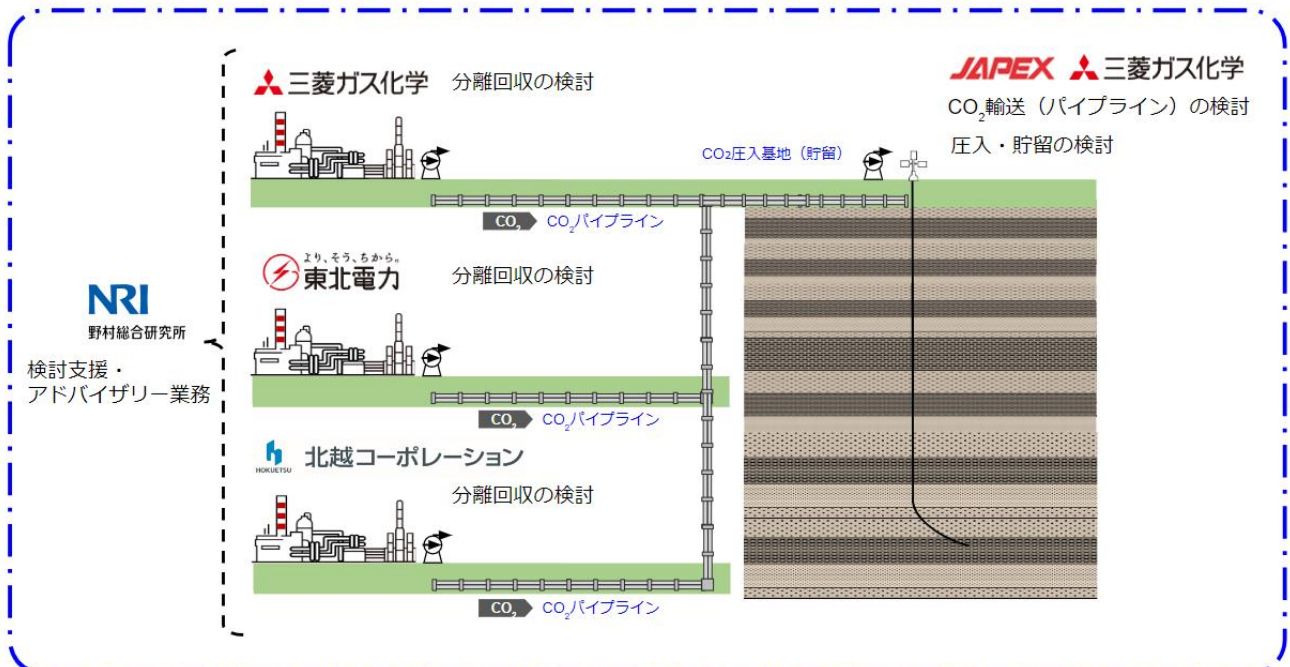 三菱ガス化学 分離回収の検討
JAPEX 三菱ガス化学
CO₂輸送（パイプライン）の検討
圧入・貯留の検討
CO₂圧入基地（貯留）
CO₂ CO₂パイプライン
より、そう、ちから。
東北電力 分離回収の検討
NRI
野村総合研究所
検討支援・
アドバイザリー業務
CO₂ CO₂パイプライン
HOKUETSU 北越コーポレーション
分離回収の検討
CO₂ CO₂パイプライン